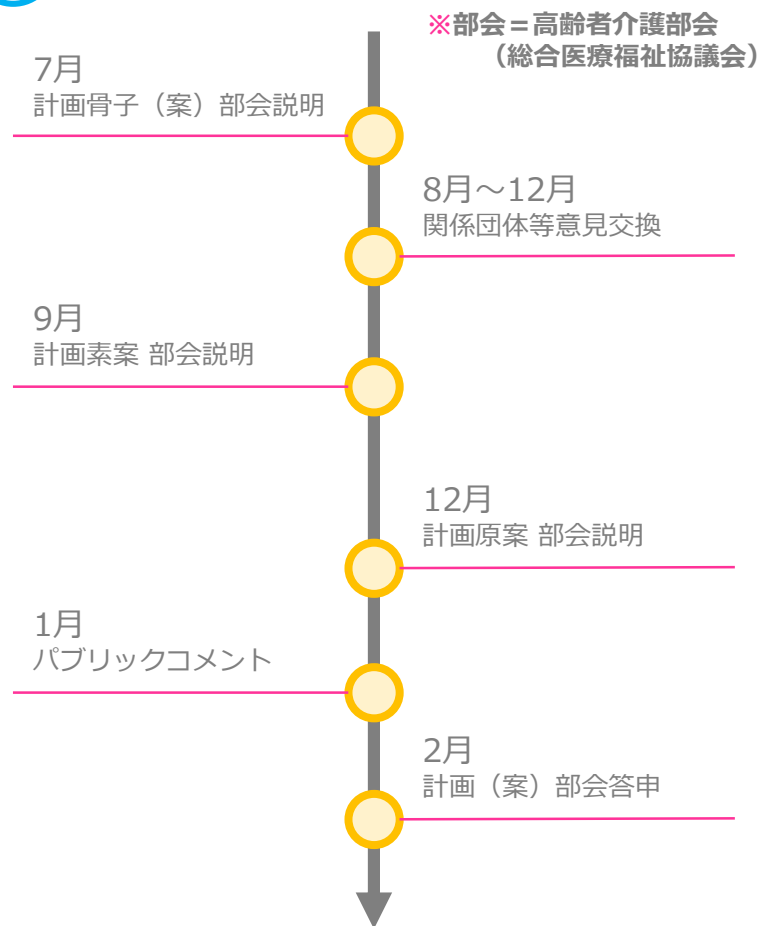 ※部会＝高齢者介護部会
（総合医療福祉協議会）
7月
計画骨子（案）部会説明
8月～12月
関係団体等意見交換
9月
計画素案 部会説明
12月
計画原案 部会説明
1月
パブリックコメント
2月
計画（案）部会答申